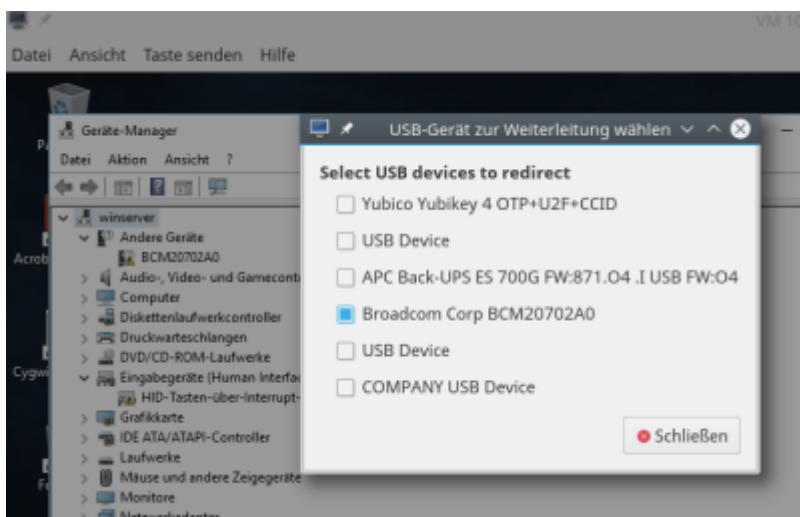 VM 10
Datei Ansicht Taste senden Hilfe
Geräte-Manager
Datei Aktion Ansicht ?
winserver
Andere Geräte
BCM20702A0
Audio-, Video- und Gamecont
Computer
Diskettenlaufwerkcontroller
Druckwarteschlangen
DVD/CD-ROM-Laufwerke
Eingabegeräte (Human Interfac
HID-Tasten-über-Interrupt-
Grafikkarte
IDE ATA/ATAPI-Controller
Laufwerke
Mäuse und andere Zeigegeräte
Monitore
Netzwerkadapter
Acrob
Cygwi
USB-Gerät zur Weiterleitung wählen
Select USB devices to redirect
Yubico Yubikey 4 OTP+U2F+CCID
USB Device
APC Back-UPS ES 700G FW:871.O4 .I USB FW:O4
Broadcom Corp BCM20702A0
USB Device
COMPANY USB Device
Schließen